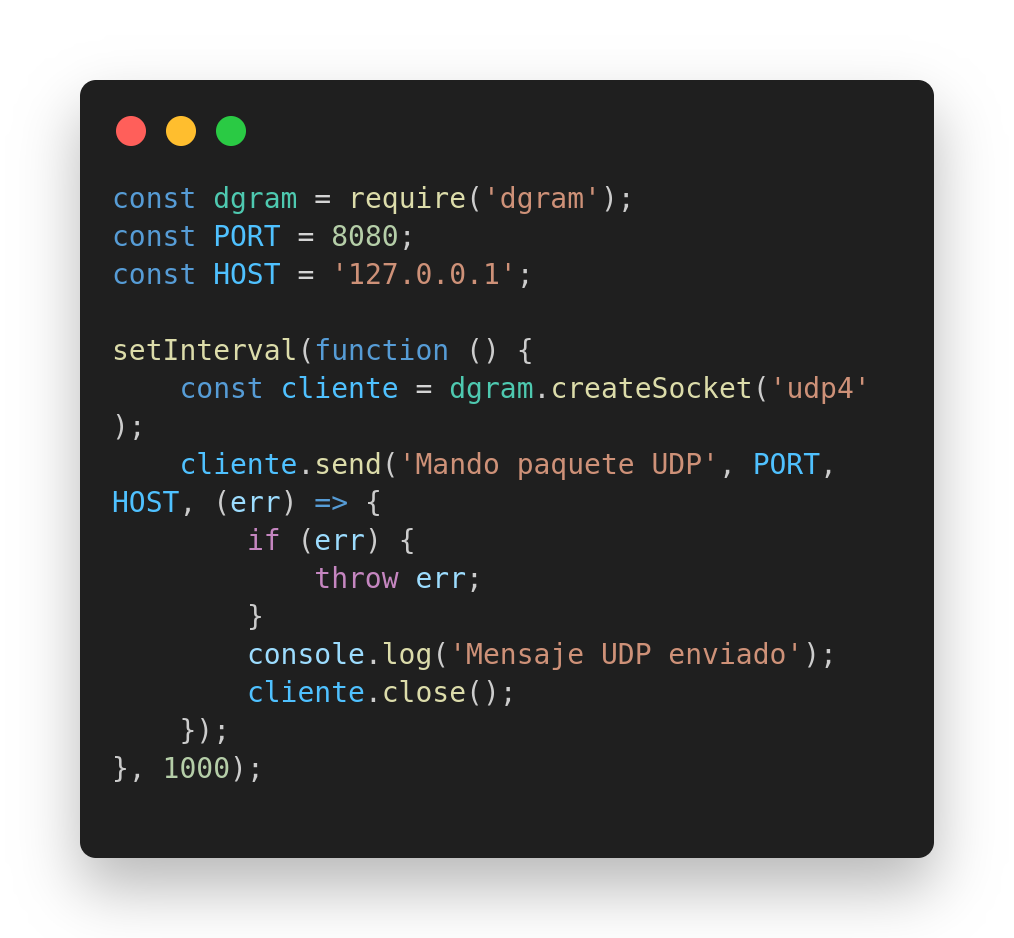 const dgram = require('dgram');
const PORT = 8080;
const HOST = '127.0.0.1';

setInterval(function () {
    const cliente = dgram.createSocket('udp4'
);
    cliente.send('Mando paquete UDP', PORT,
HOST, (err) => {
        if (err) {
            throw err;
        }
        console.log('Mensaje UDP enviado');
        cliente.close();
    });
}, 1000);